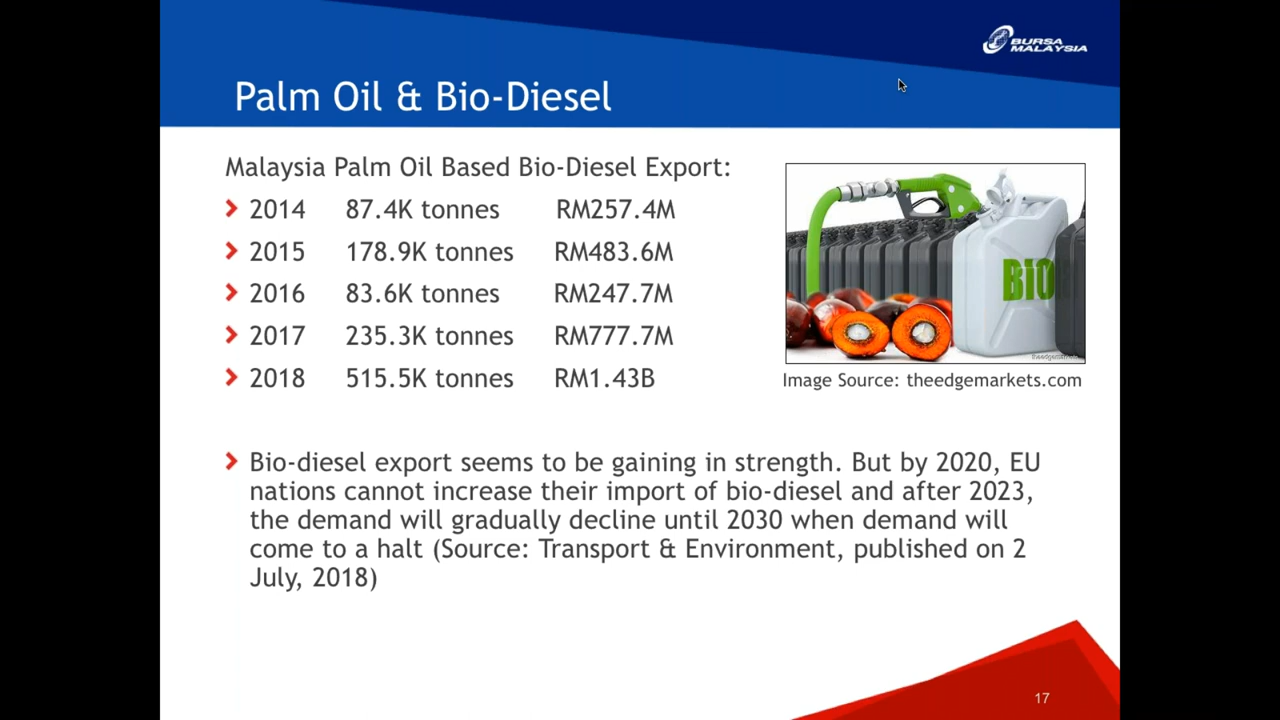 BURSA
MALAYSIA
Palm Oil & Bio-Diesel
Malaysia Palm Oil Based Bio-Diesel Export:
2014 87.4K tonnes RM257.4M
2015 178.9K tonnes RM483.6M
2016 83.6K tonnes RM247.7M
2017 235.3K tonnes RM777.7M
2018 515.5K tonnes RM1.43B
BIO
Image Source: theedgemarkets.com
Bio-diesel export seems to be gaining in strength. But by 2020, EU
nations cannot increase their import of bio-diesel and after 2023,
the demand will gradually decline until 2030 when demand will
come to a halt (Source: Transport & Environment, published on 2
July, 2018)
17